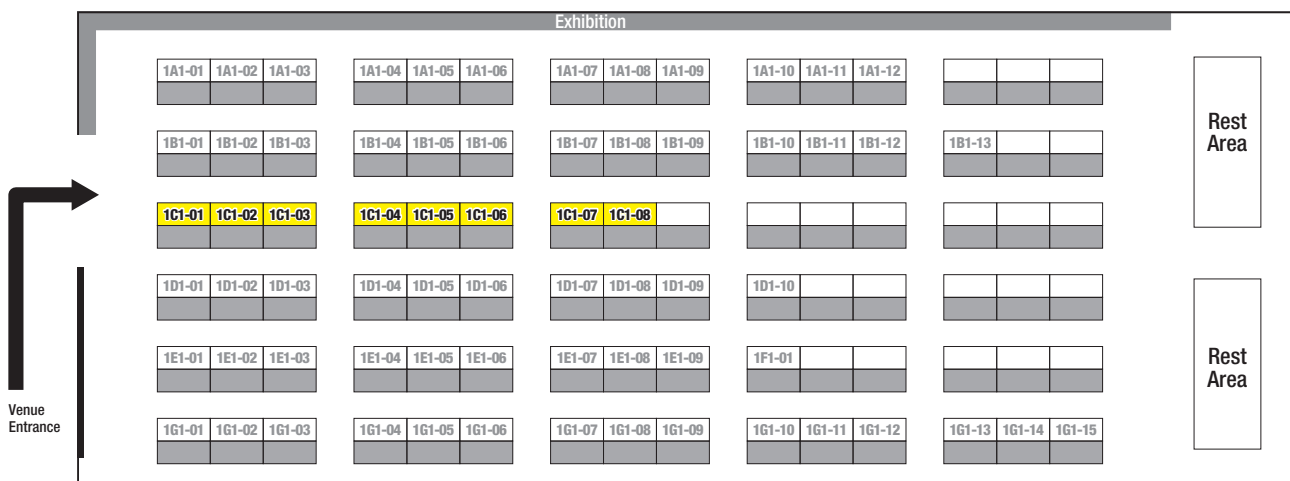 Exhibition
1A1-01 1A1-02 1A1-03 1A1-04 1A1-05 1A1-06 1A1-07 1A1-08 1A1-09 1A1-10 1A1-11 1A1-12
Rest
Area
1B1-01 1B1-02 1B1-03 1B1-04 1B1-05 1B1-06 1B1-07 1B1-08 1B1-09 1B1-10 1B1-11 1B1-12 1B1-13
1C1-01 1C1-02 1C1-03 1C1-04 1C1-05 1C1-06 1C1-07 1C1-08
1D1-01 1D1-02 1D1-03 1D1-04 1D1-05 1D1-06 1D1-07 1D1-08 1D1-09 1D1-10
1E1-01 1E1-02 1E1-03 1E1-04 1E1-05 1E1-06 1E1-07 1E1-08 1E1-09 1F1-01
Rest
Area
Venue
Entrance
1G1-01 1G1-02 1G1-03 1G1-04 1G1-05 1G1-06 1G1-07 1G1-08 1G1-09 1G1-10 1G1-11 1G1-12 1G1-13 1G1-14 1G1-15